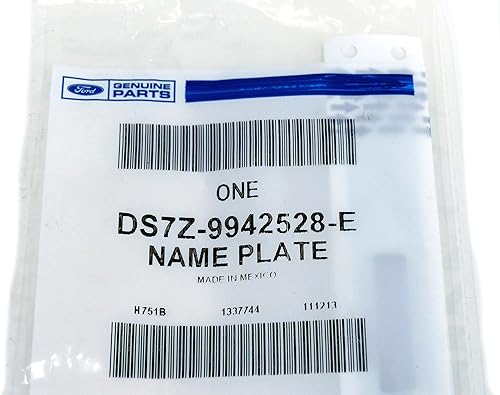 Ford
GENUINE
PARTS
ONE
DS7Z-9942528-E
NAME PLATE
MADE IN MEXICO
H751B 1337744 111213